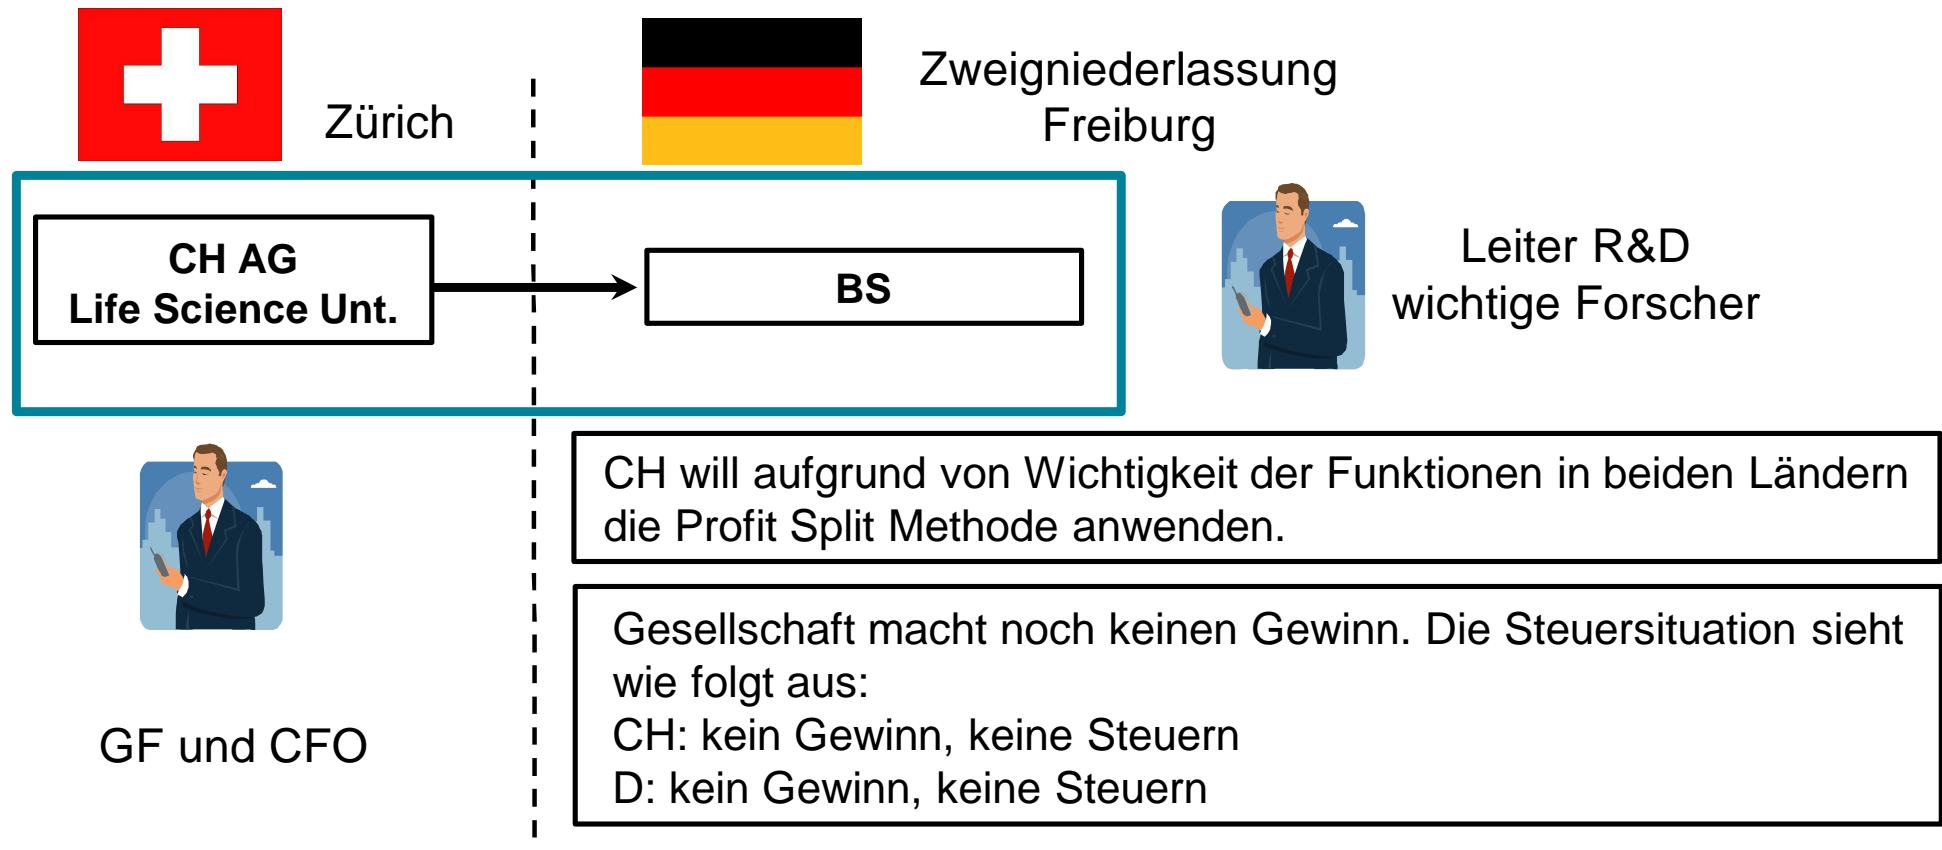 Zürich
Zweigniederlassung
Freiburg
CH AG
Life Science Unt.
BS
Leiter R&D
wichtige Forscher
CH will aufgrund von Wichtigkeit der Funktionen in beiden Ländern
die Profit Split Methode anwenden.
Gesellschaft macht noch keinen Gewinn. Die Steuersituation sieht
wie folgt aus:
CH: kein Gewinn, keine Steuern
D: kein Gewinn, keine Steuern
GF und CFO